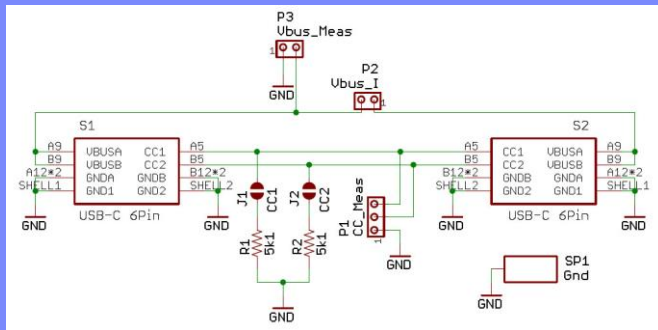 P3
Vbus_Meas
1
GND
P2
Vbus_I
1
S1
A9 VBUSA CC1 A5
B9 VBUSB CC2 B5
A12*2 GNDA GNDB B12*2
SHELL1 GND1 GND2 SHELL2
USB-C 6Pin
GND
GND
S2
A5 CC1 VBUSA A9
B5 CC2 VBUSB B9
B12*2 GNDB GNDA A12*2
SHELL2 GND2 GND1 SHELL1
USB-C 6Pin
GND
GND
J1
CC1
J2
CC2
R1
5k1
R2
5k1
GND
P1
CC_Meas
1
GND
SP1
Gnd
GND